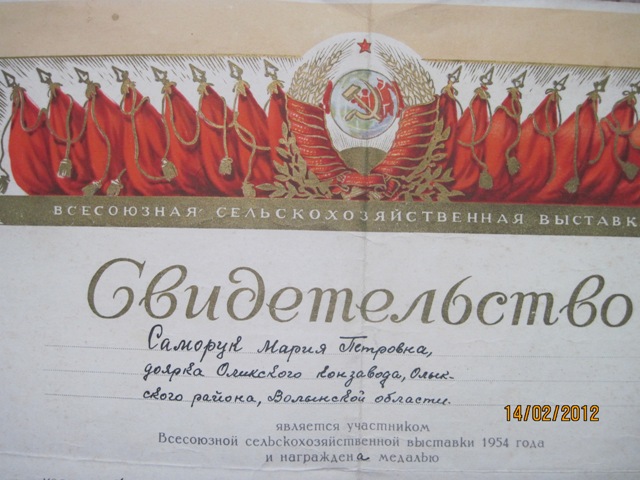 ВСЕСОЮЗНАЯ СЕЛЬСКОХОЗЯЙСТВЕННАЯ ВЫСТАВК
Свидетельство
Саморук Мария Петровна,
доярка Оликского конзавода, Олык-
ского района, Волынской области.
14/02/2012
является участником
Всесоюзной сельскохозяйственной выставки 1954 года
и награждена медалью